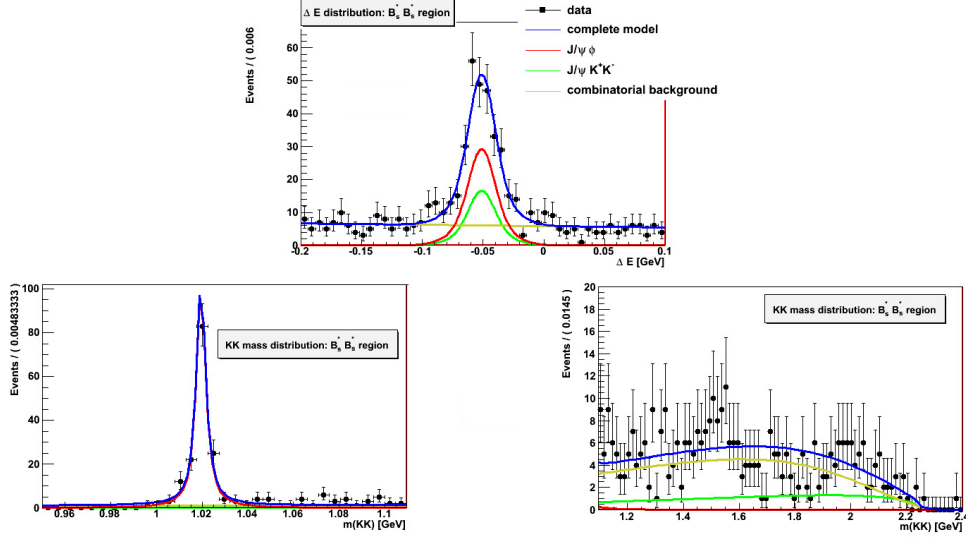 Δ E distribution: B*s B*s region
data
complete model
J/ψ φ
J/ψ K+K-
combinatorial background
Events / ( 0.006
60
50
40
30
20
10
0
-0.2 -0.15 -0.1 -0.05 0 0.05 0.1
Δ E [GeV]
Events / ( 0.00483333 )
100
80
60
40
20
0
KK mass distribution: B*s B*s region
0.96 0.98 1 1.02 1.04 1.06 1.08 1.1
m(KK) [GeV]
Events / ( 0.0145 )
20
18
16
14
12
10
8
6
4
2
0
KK mass distribution: B*s B*s region
1.2 1.4 1.6 1.8 2 2.2 2.4
m(KK) [GeV]